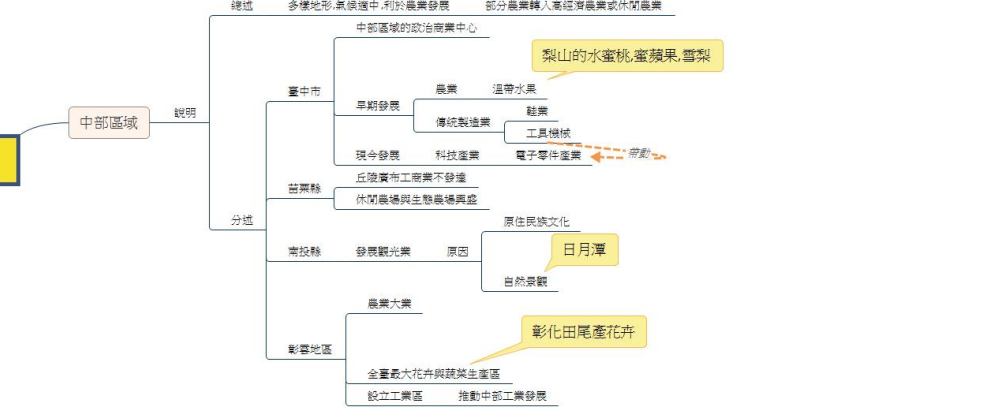 總述 多樣地形,氣候適中,利於農業發展 部分農業轉入高經濟農業或休閒農業
中部區域的政治商業中心
梨山的水蜜桃,蜜蘋果,雪梨
農業 溫帶水果
臺中市
早期發展
鞋業
傳統製造業
工具機械
中部區域
說明
帶動
現今發展 科技產業 電子零件產業
丘陵廣布工商業不發達
苗栗縣
休閒農場與生態農場興盛
分述
原住民族文化
南投縣 發展觀光業 原因
日月潭
自然景觀
農業大業
彰化田尾產花卉
彰雲地區
全臺最大花卉與蔬菜生產區
設立工業區 推動中部工業發展